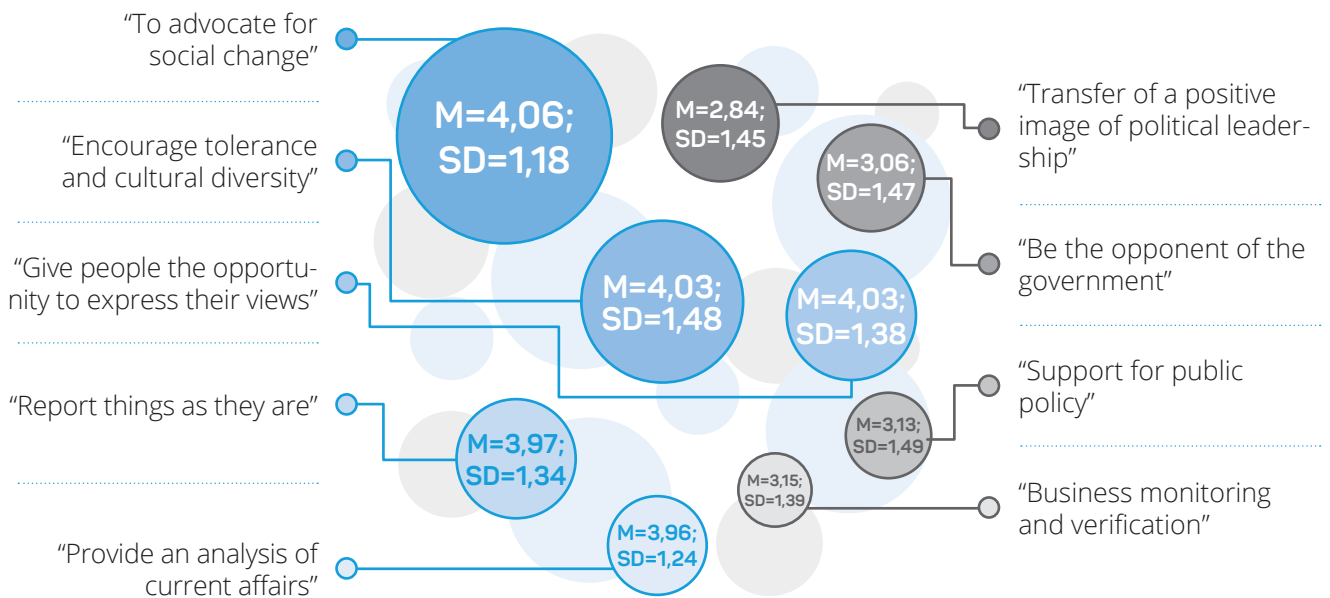 “To advocate for
social change”
“Encourage tolerance
and cultural diversity”
“Give people the opportu-
nity to express their views”
“Report things as they are”
“Provide an analysis of
current affairs”
M=4,06;
SD=1,18
M=4,03;
SD=1,48
M=4,03;
SD=1,38
M=3,97;
SD=1,34
M=3,96;
SD=1,24
M=2,84;
SD=1,45
M=3,06;
SD=1,47
M=3,13;
SD=1,49
M=3,15;
SD=1,39
“Transfer of a positive
image of political leader-
ship”
“Be the opponent of the
government”
“Support for public
policy”
“Business monitoring
and verification”